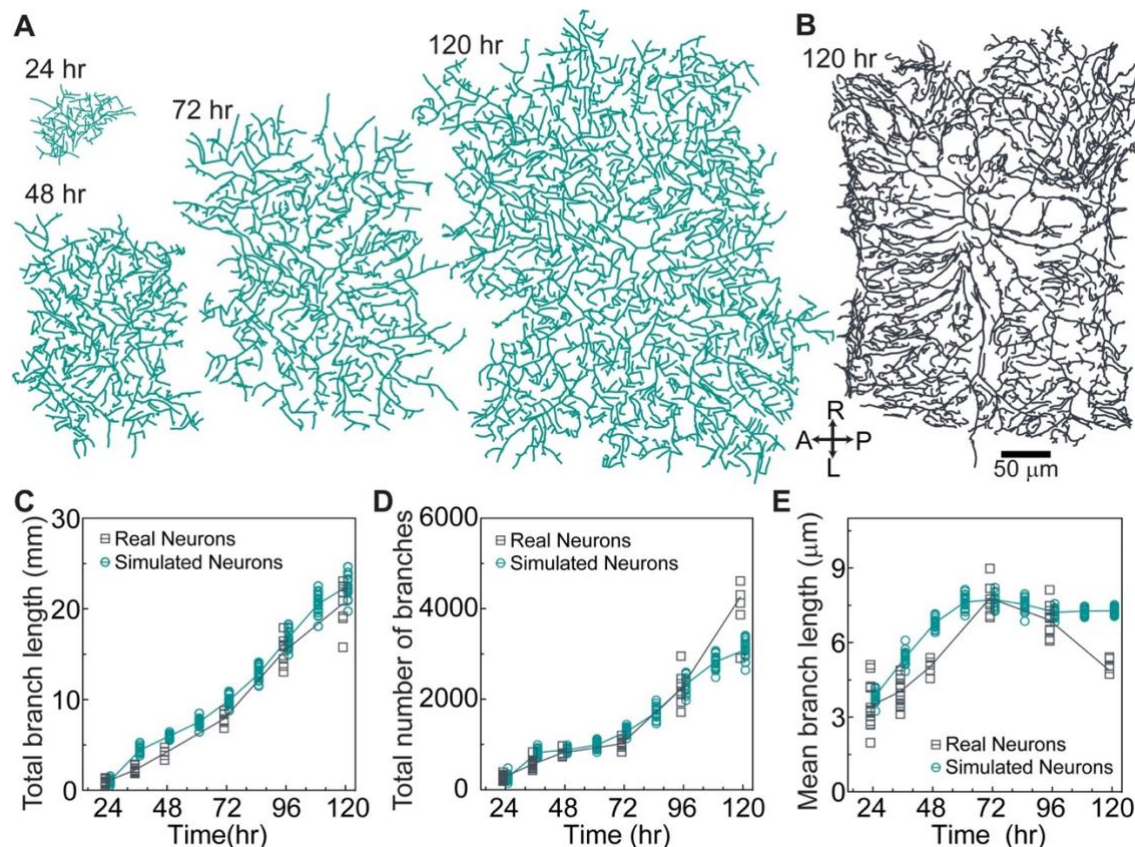 A
24 hr
48 hr
72 hr
120 hr
B
120 hr
R
A P
L
50 μm
C
Total branch length (mm)
30
20
10
0
24 48 72 96 120
Time(hr)
Real Neurons
Simulated Neurons
D
Total number of branches
6000
4000
2000
0
24 48 72 96 120
Time (hr)
Real Neurons
Simulated Neurons
E
Mean branch length (μm)
9
6
3
0
24 48 72 96 120
Time (hr)
Real Neurons
Simulated Neurons